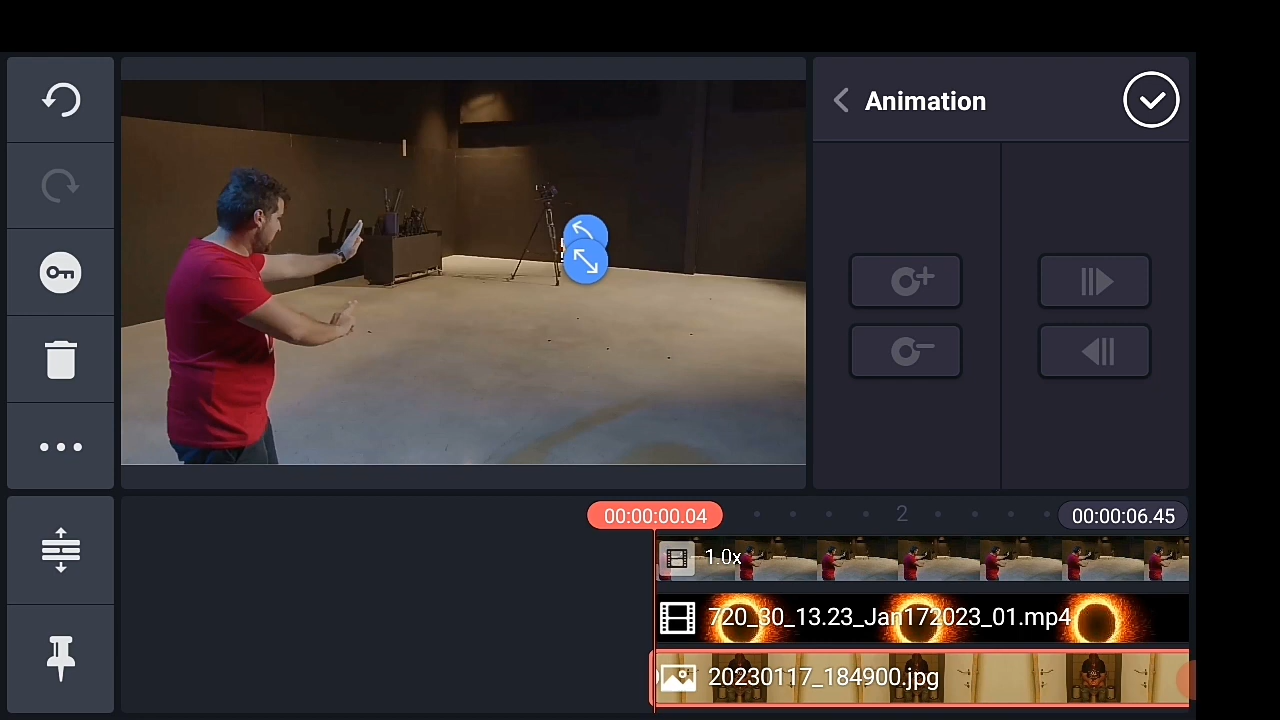 Animation
00:00:00.04
2
00:00:06.45
1.0x
720_30_13.23_Jan172023_01.mp4
20230117_184900.jpg